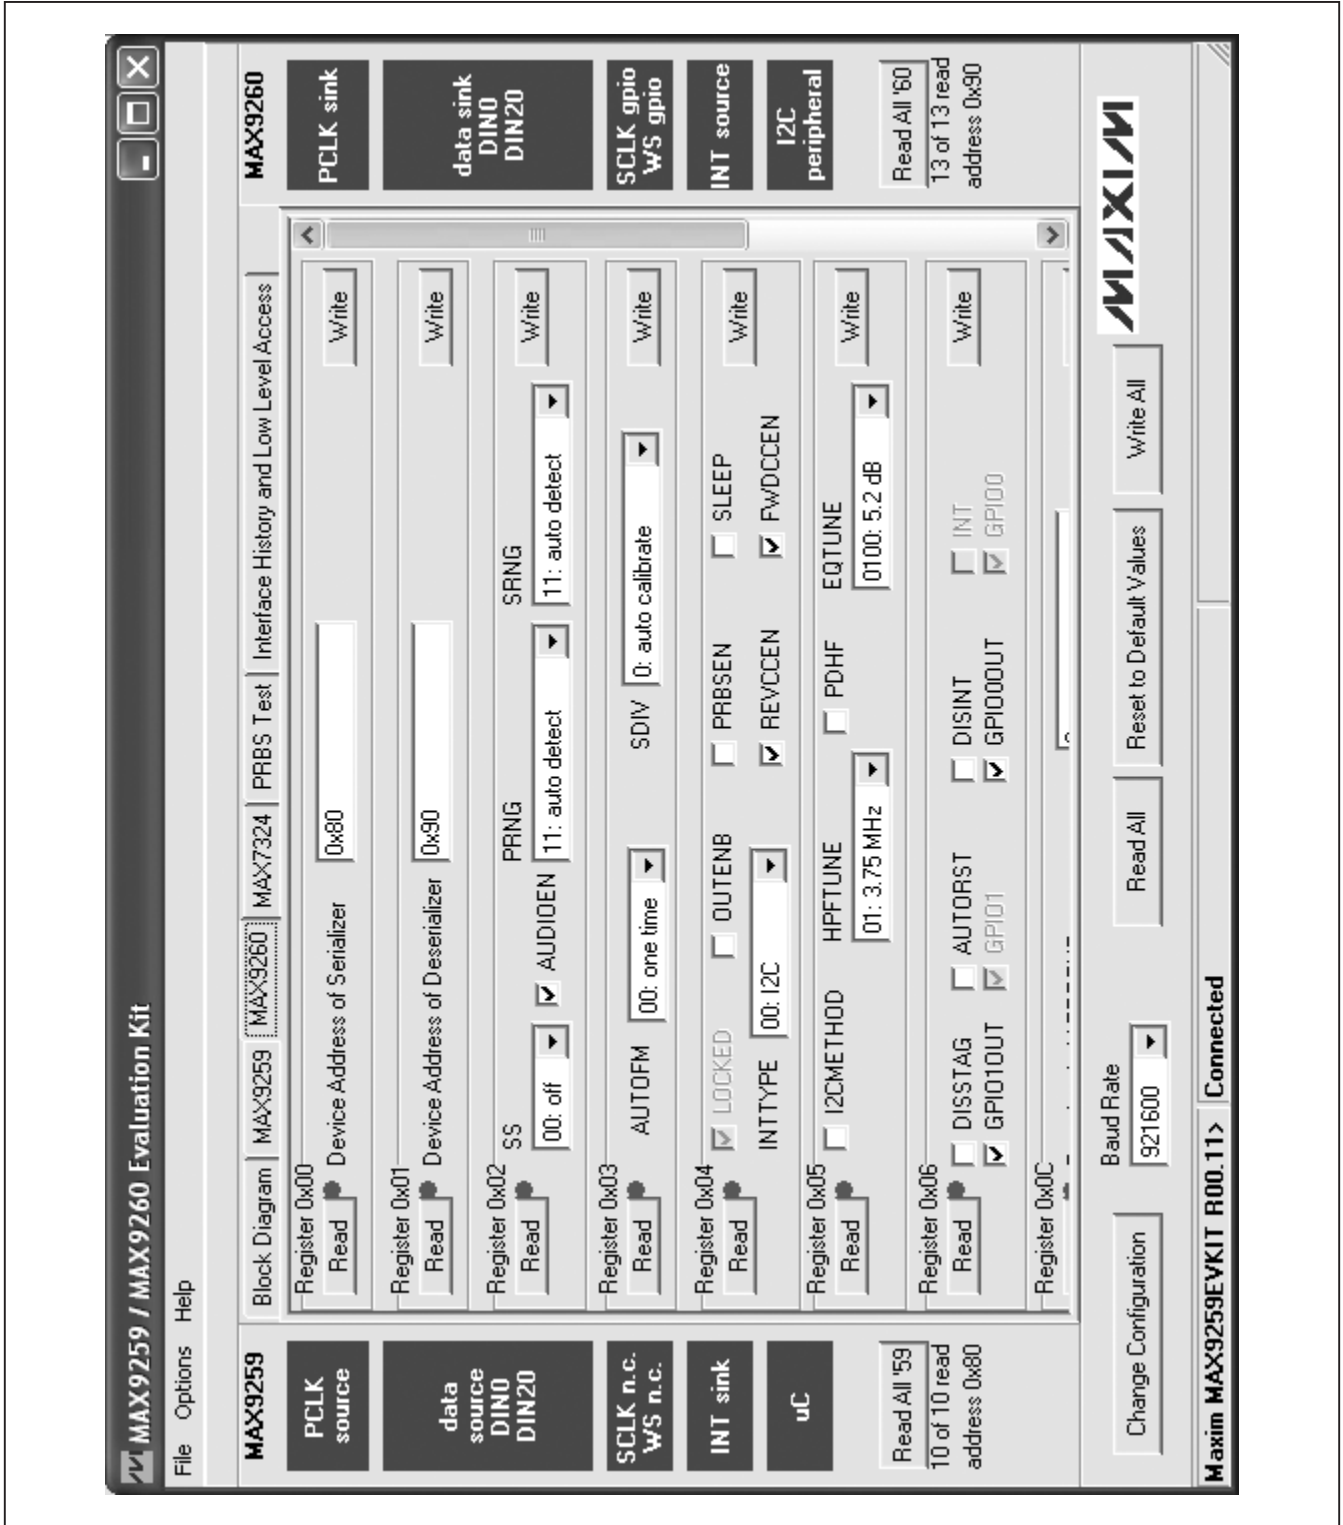 MAX9259 / MAX9260 Evaluation Kit
File Options Help
MAX9259
PCLK
source
data
source
DIN0
DIN20
SCLK n.c.
WS n.c.
INT sink
uC
Read All '59
10 of 10 read
address 0x80
Block Diagram MAX9259 MAX9260 MAX7324 PRBS Test Interface History and Low Level Access
Register 0x00
Read Device Address of Serializer 0x80 Write
Register 0x01
Read Device Address of Deserializer 0x90 Write
Register 0x02
SS PRNG SRNG
Read 00: off AUDIOEN 11: auto detect 11: auto detect Write
Register 0x03
Read AUTOFM 00: one time SDIV 0: auto calibrate Write
Register 0x04
Read LOCKED OUTENB PRBSEN SLEEP Write
INTTYPE 00: I2C REVCCEN FWDCCEN
Register 0x05
Read I2CMETHOD HPFTUNE PDHF EQTUNE Write
01: 3.75 MHz 0100: 5.2 dB
Register 0x06
Read DISSTAG AUTORST DISINT INT Write
GPIO1OUT GPIO1 GPIO0OUT GPIO0
Register 0x0C
MAX9260
PCLK sink
data sink
DIN0
DIN20
SCLK gpio
WS gpio
INT source
I2C
peripheral
Read All '60
13 of 13 read
address 0x90
Change Configuration
Baud Rate
921600
Read All Reset to Default Values Write All
MAXIM
Maxim MAX9259EVKIT R00.11> Connected